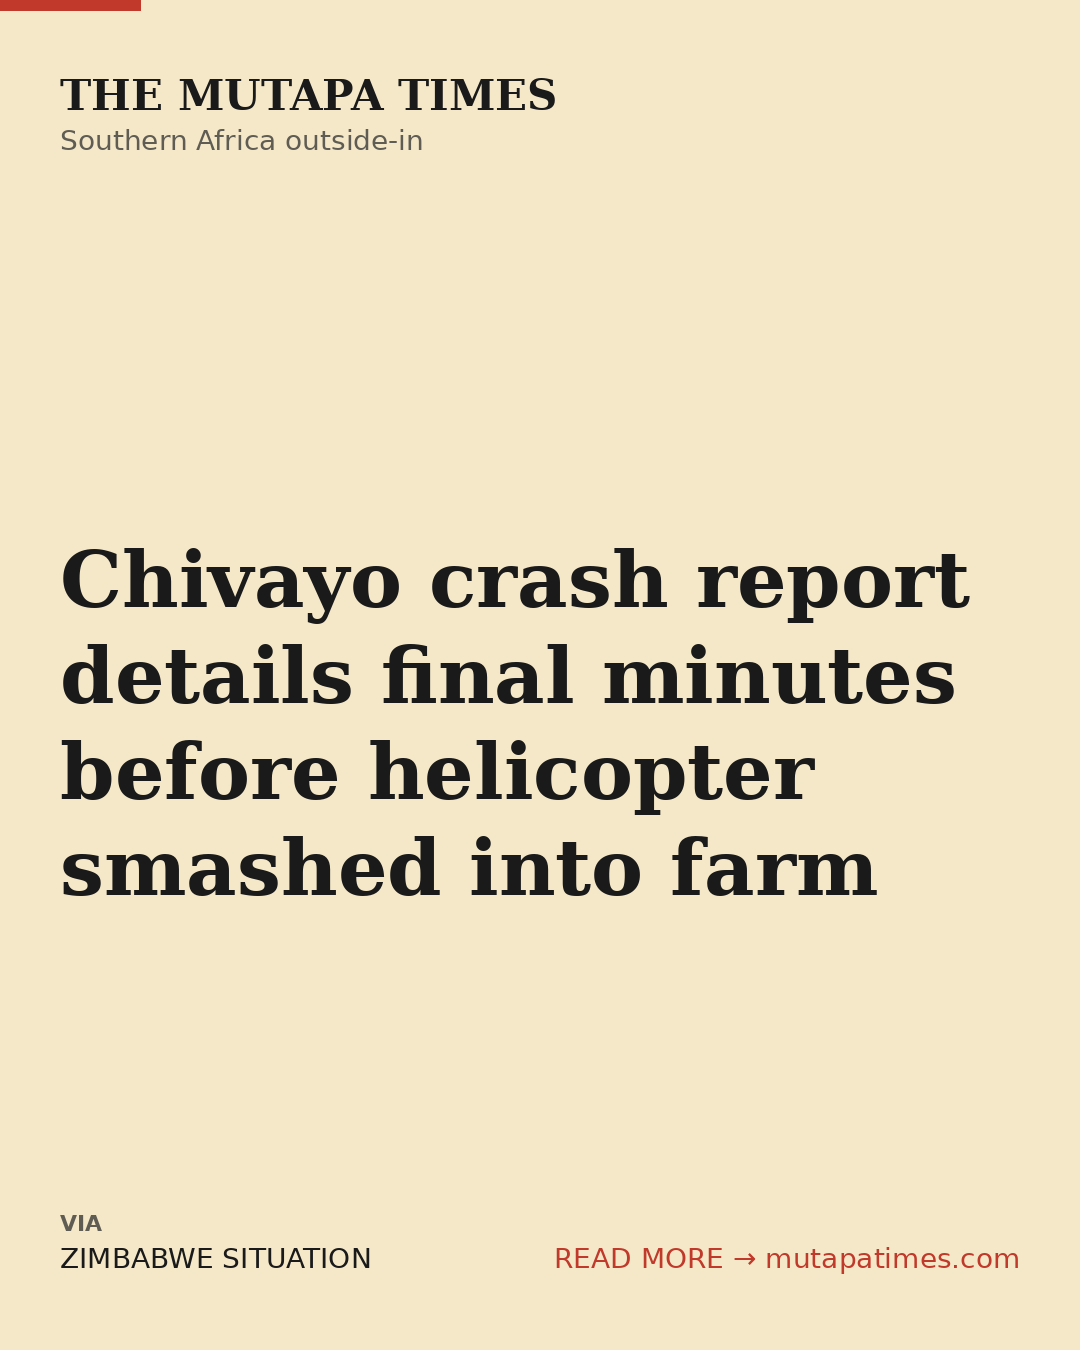 THE MUTAPA TIMES
Southern Africa outside-in
Chivayo crash report
details final minutes
before helicopter
smashed into farm
VIA
ZIMBABWE SITUATION
READ MORE → mutapatimes.com